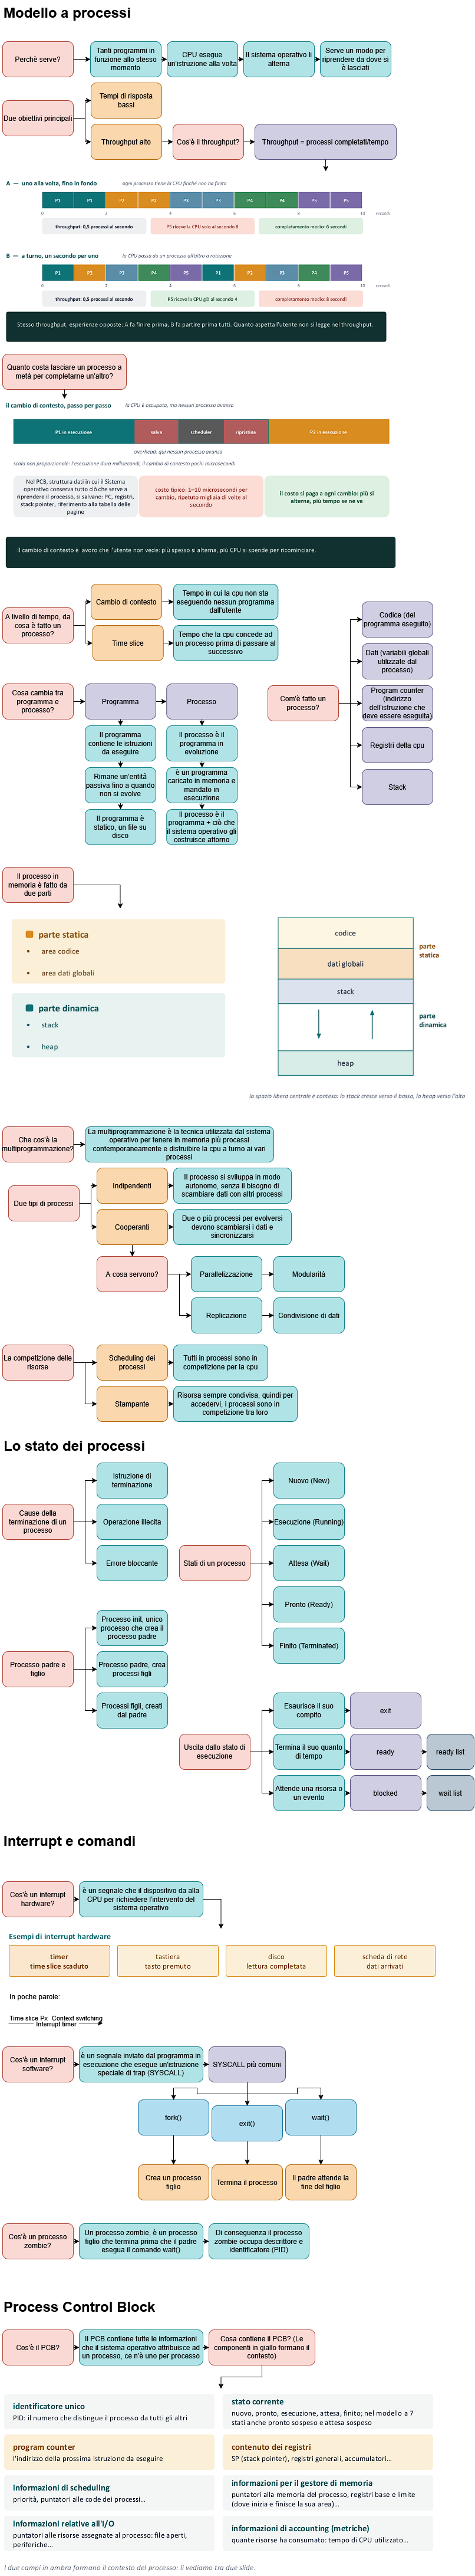 Modello a processi
Perchè serve?
Tanti programmi in
funzione allo stesso
momento
CPU esegue
un'istruzione alla volta
Il sistema operativo li
alterna
Serve un modo per
riprendere da dove si
è lasciati
Due obiettivi principali
Tempi di risposta
bassi
Throughput alto
Cos'è il throughput?
Throughput = processi completati/tempo
A — uno alla volta, fino in fondo
ogni processo tiene la CPU finché non ha finito
P1 P1 P2 P2 P3 P3 P4 P4 P5 P5
0 2 4 6 8 10 secondi
throughput: 0,5 processi al secondo
P5 riceve la CPU solo al secondo 8
completamento medio: 6 secondi
B — a turno, un secondo per uno
la CPU passa da un processo all'altro a rotazione
P1 P2 P3 P4 P5 P1 P2 P3 P4 P5
0 2 4 6 8 10 secondi
throughput: 0,5 processi al secondo
P5 riceve la CPU già al secondo 4
completamento medio: 8 secondi
Stesso throughput, esperienze opposte: A fa finire prima, B fa partire prima tutti. Quanto aspetta l'utente non si legge nel throughput.
Quanto costa lasciare un processo a
metà per completarne un'altro?
il cambio di contesto, passo per passo
la CPU è occupata, ma nessun processo avanza
P1 in esecuzione
salva
scheduler
ripristina
P2 in esecuzione
overhead: qui nessun processo avanza
scala non proporzionale: l'esecuzione dura millisecondi, il cambio di contesto pochi microsecondi
Nel PCB, struttura dati in cui il Sistema
operativo conserva tutto ciò che serve a
riprendere il processo, si salvano: PC, registri,
stack pointer, riferimento alla tabella delle
pagine
costo tipico: 1–10 microsecondi per
cambio, ripetuto migliaia di volte al
secondo
il costo si paga a ogni cambio: più si
alterna, più tempo se ne va
Il cambio di contesto è lavoro che l'utente non vede: più spesso si alterna, più CPU si spende per ricominciare.
A livello di tempo, da
cosa è fatto un
processo?
Cambio di contesto
Tempo in cui la cpu non sta
eseguendo nessun programma
dall'utente
Time slice
Tempo che la cpu concede ad
un processo prima di passare al
successivo
Cosa cambia tra
programma e
processo?
Programma
Processo
Il programma
contiene le istruzioni
da eseguire
Il processo è il
programma in
evoluzione
Rimane un'entità
passiva fino a quando
non si evolve
è un programma
caricato in memoria e
mandato in
esecuzione
Il programma è
statico, un file su
disco
Il processo è il
programma + ciò che
il sistema operativo gli
costruisce attorno
Com'è fatto un
processo?
Codice (del
programma eseguito)
Dati (variabili globali
utilizzate dal
processo)
Program counter
(indirizzo
dell'istruzione che
deve essere eseguita)
Registri della cpu
Stack
Il processo in
memoria è fatto da
due parti
parte statica
• area codice
• area dati globali
parte dinamica
• stack
• heap
codice
dati globali
stack
heap
parte
statica
parte
dinamica
lo spazio libero centrale è conteso: lo stack cresce verso il basso, lo heap verso l'alto
Che cos'è la
multiprogrammazione?
La multiprogrammazione è la tecnica utilizzata dal sistema
operativo per tenere in memoria più processi
contemporaneamente e distribuire la cpu a turno ai vari
processi
Due tipi di processi
Indipendenti
Il processo si sviluppa in modo
autonomo, senza il bisogno di
scambiare dati con altri processi
Cooperanti
Due o più processi per evolversi
devono scambiarsi i dati e
sincronizzarsi
A cosa servono?
Parallelizzazione
Modularità
Replicazione
Condivisione di dati
La competizione delle
risorse
Scheduling dei
processi
Tutti in processi sono in
competizione per la cpu
Stampante
Risorsa sempre condivisa, quindi per
accedervi, i processi sono in
competizione tra loro
Lo stato dei processi
Cause della
terminazione di un
processo
Istruzione di
terminazione
Operazione illecita
Errore bloccante
Stati di un processo
Nuovo (New)
Esecuzione (Running)
Attesa (Wait)
Pronto (Ready)
Finito (Terminated)
Processo padre e
figlio
Processo init, unico
processo che crea il
processo padre
Processo padre, crea
processi figli
Processi figli, creati
dal padre
Uscita dallo stato di
esecuzione
Esaurisce il suo
compito
exit
Termina il suo quanto
di tempo
ready
ready list
Attende una risorsa o
un evento
blocked
wait list
Interrupt e comandi
Cos'è un interrupt
hardware?
è un segnale che il dispositivo da alla
CPU per richiedere l'intervento del
sistema operativo
Esempi di interrupt hardware
timer
time slice scaduto
tastiera
tasto premuto
disco
lettura completata
scheda di rete
dati arrivati
In poche parole:
Time slice Px Context switching
Interrupt timer
Cos'è un interrupt
software?
è un segnale inviato dal programma in
esecuzione che esegue un'istruzione
speciale di trap (SYSCALL)
SYSCALL più comuni
fork()
exit()
wait()
Crea un processo
figlio
Termina il processo
Il padre attende la
fine del figlio
Cos'è un processo
zombie?
Un processo zombie, è un processo
figlio che termina prima che il padre
esegua il comando wait()
Di conseguenza il processo
zombie occupa descrittore e
identificatore (PID)
Process Control Block
Cos'è il PCB?
Il PCB contiene tutte le informazioni
che il sistema operativo attribuisce ad
un processo, ce n'è uno per processo
Cosa contiene il PCB? (Le
componenti in giallo formano il
contesto)
identificatore unico
PID: il numero che distingue il processo da tutti gli altri
stato corrente
nuovo, pronto, esecuzione, attesa, finito; nel modello a 7
stati anche pronto sospeso e attesa sospeso
program counter
l'indirizzo della prossima istruzione da eseguire
contenuto dei registri
SP (stack pointer), registri generali, accumulatori...
informazioni di scheduling
priorità, puntatori alle code dei processi...
informazioni per il gestore di memoria
puntatori alla memoria del processo, registri base e limite
(dove inizia e finisce la sua area)...
informazioni relative all'I/O
puntatori alle risorse assegnate al processo: file aperti,
periferiche...
informazioni di accounting (metriche)
quante risorse ha consumato: tempo di CPU utilizzato...
I due campi in ambra formano il contesto del processo: li vediamo tra due slide.